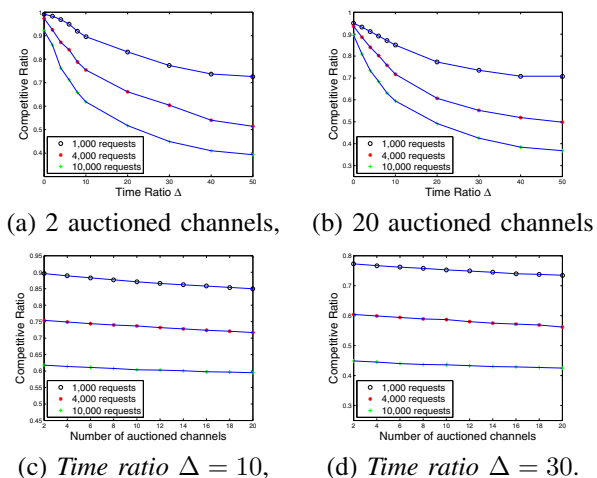 1
0.9
0.8
0.7
0.6
0.5
0.4
0 10 20 30 40 50
Competitive Ratio
Time Ratio Δ
1,000 requests
4,000 requests
10,000 requests
(a) 2 auctioned channels,
1
0.9
0.8
0.7
0.6
0.5
0.4
0.3
0.25
0 10 20 30 40 50
Competitive Ratio
Time Ratio Δ
1,000 requests
4,000 requests
10,000 requests
(b) 20 auctioned channels
0.95
0.9
0.85
0.8
0.75
0.7
0.65
0.6
0.55
0.5
0.45
2 4 6 8 10 12 14 16 18 20
Competitive Ratio
Number of auctioned channels
1,000 requests
4,000 requests
10,000 requests
(c) Time ratio Δ = 10,
0.8
0.7
0.6
0.5
0.4
0.3
2 4 6 8 10 12 14 16 18 20
Competitive Ratio
Number of auctioned channels
1,000 requests
4,000 requests
10,000 requests
(d) Time ratio Δ = 30.